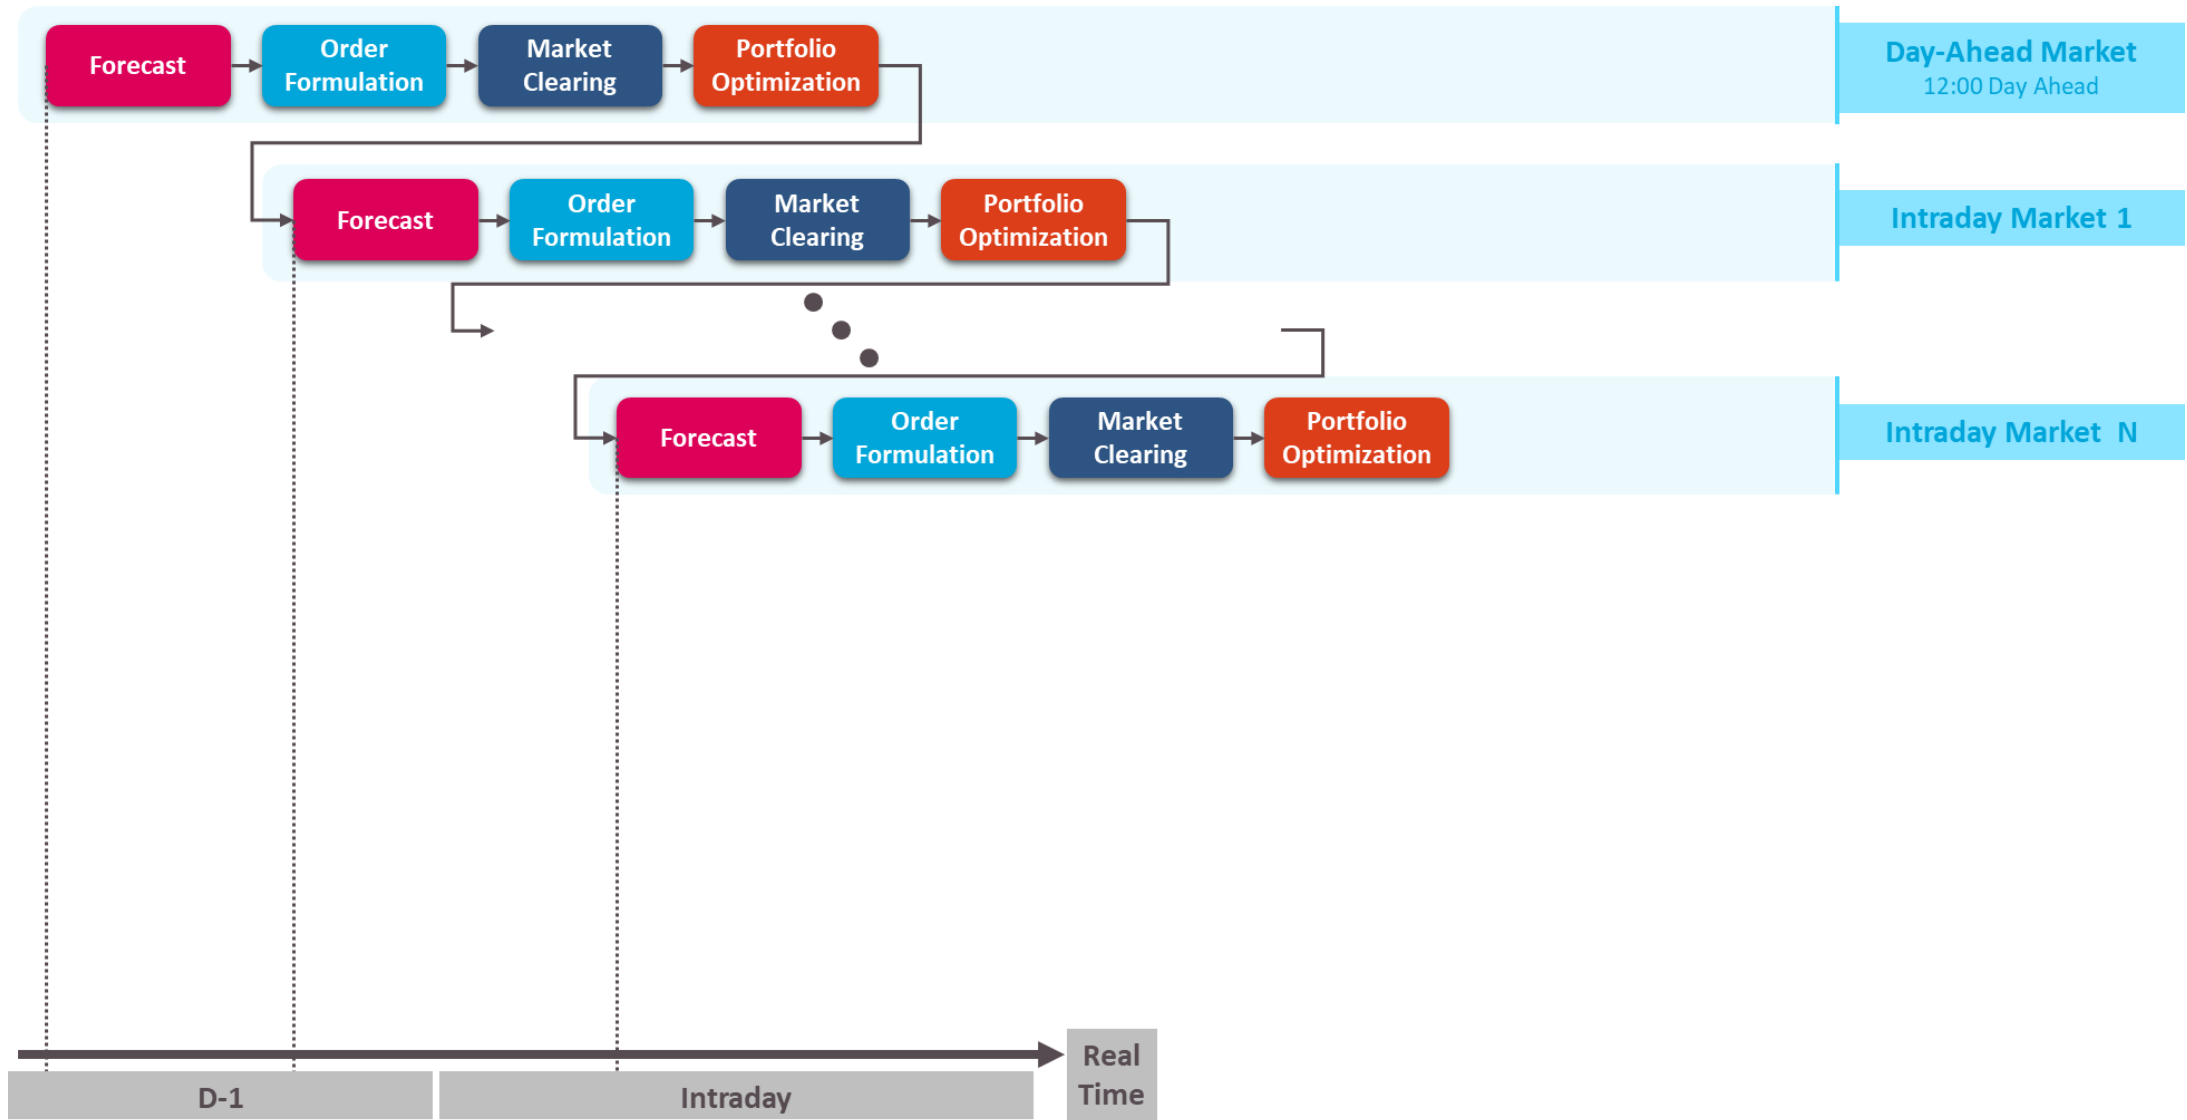 Forecast
Order
Formulation
Market
Clearing
Portfolio
Optimization
Day-Ahead Market
12:00 Day Ahead
Forecast
Order
Formulation
Market
Clearing
Portfolio
Optimization
Intraday Market 1
Forecast
Order
Formulation
Market
Clearing
Portfolio
Optimization
Intraday Market  N
D-1
Intraday
Real
Time